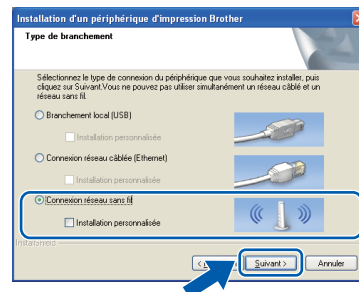 Installation d'un périphérique d'impression Brother
Type de branchement
Sélectionnez le type de connexion du périphérique que vous souhaitez installer, puis
cliquez sur Suivant.Vous ne pouvez pas utiliser simultanément un réseau câblé et un
réseau sans fil.
Branchement local (USB)
Installation personnalisée
Connexion réseau câblée (Ethernet)
Installation personnalisée
Connexion réseau sans fil
Installation personnalisée
InstallShield
Suivant >
Annuler